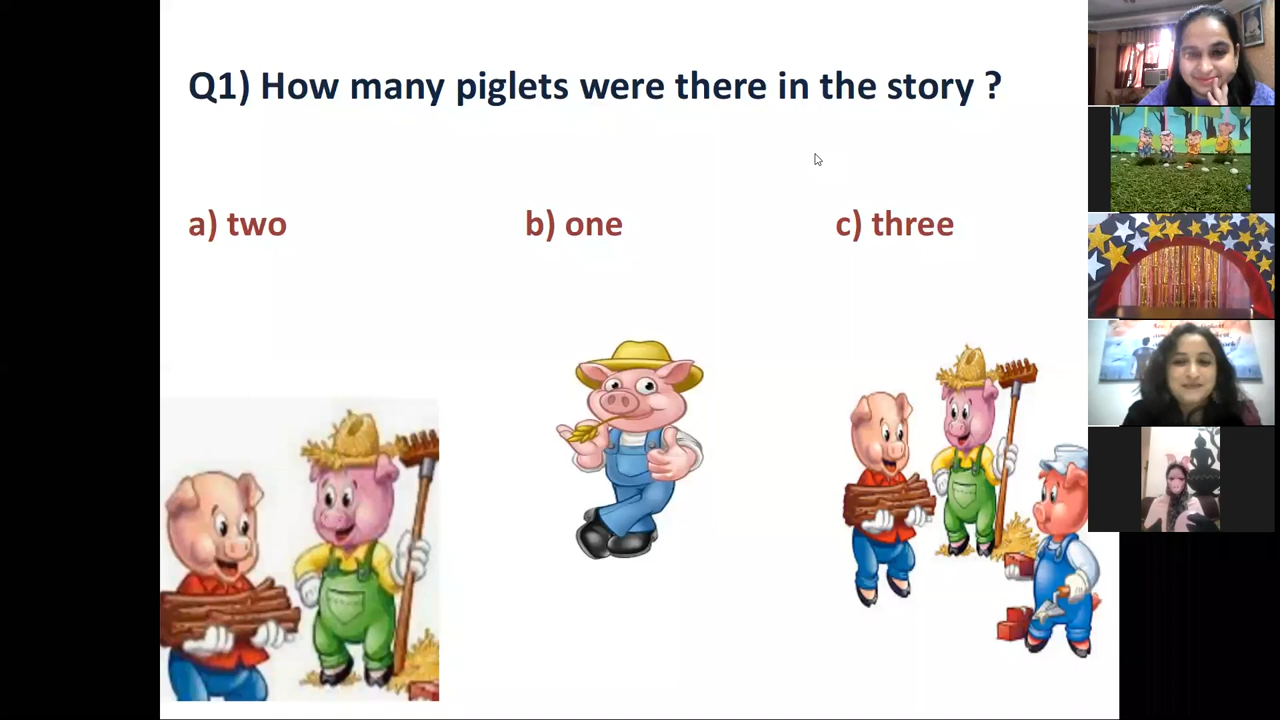 Q1) How many piglets were there in the story ?
a) two b) one c) three